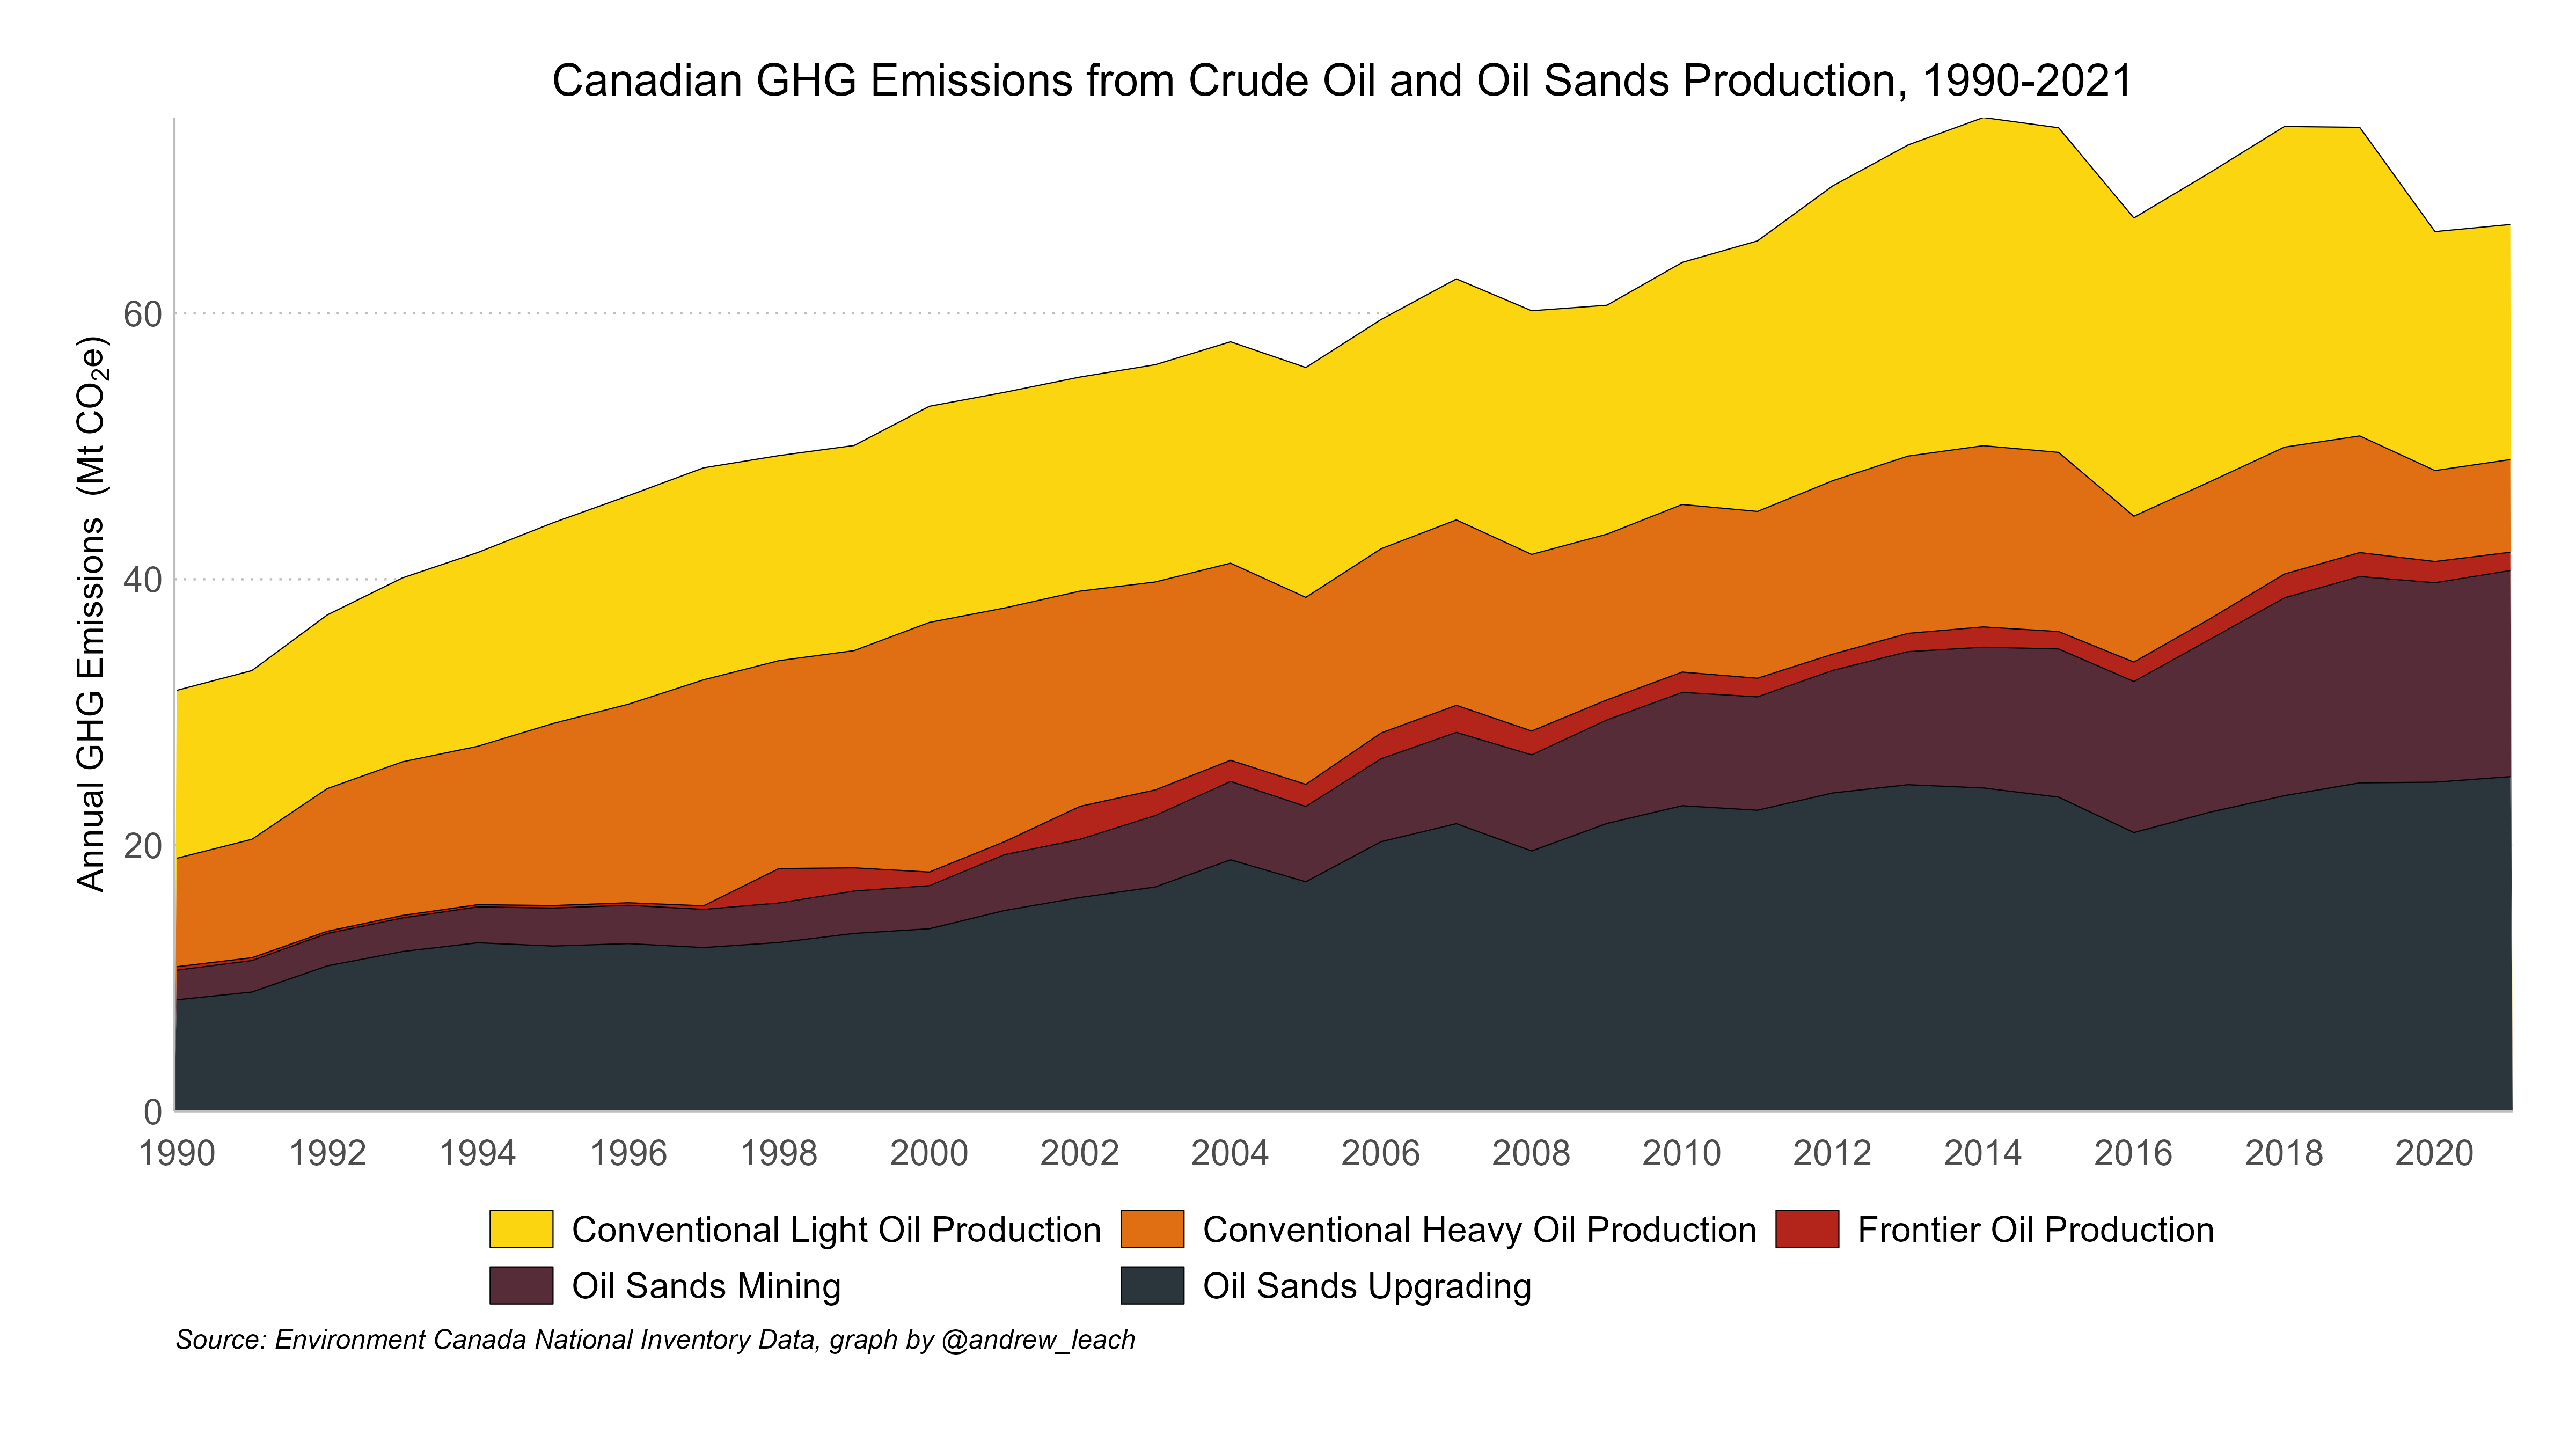 Canadian GHG Emissions from Crude Oil and Oil Sands Production, 1990-2021
Annual GHG Emissions (Mt CO₂e)
60
40
20
0
1990 1992 1994 1996 1998 2000 2002 2004 2006 2008 2010 2012 2014 2016 2018 2020
Conventional Light Oil Production Conventional Heavy Oil Production Frontier Oil Production
Oil Sands Mining Oil Sands Upgrading
Source: Environment Canada National Inventory Data, graph by @andrew_leach